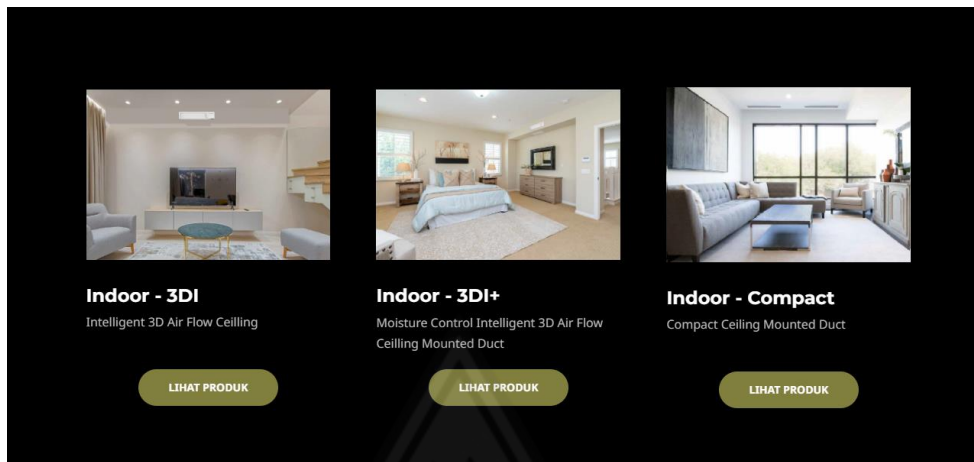 Indoor - 3DI
Intelligent 3D Air Flow Ceilling
LIHAT PRODUK
Indoor - 3DI+
Moisture Control Intelligent 3D Air Flow
Ceilling Mounted Duct
LIHAT PRODUK
Indoor - Compact
Compact Ceiling Mounted Duct
LIHAT PRODUK